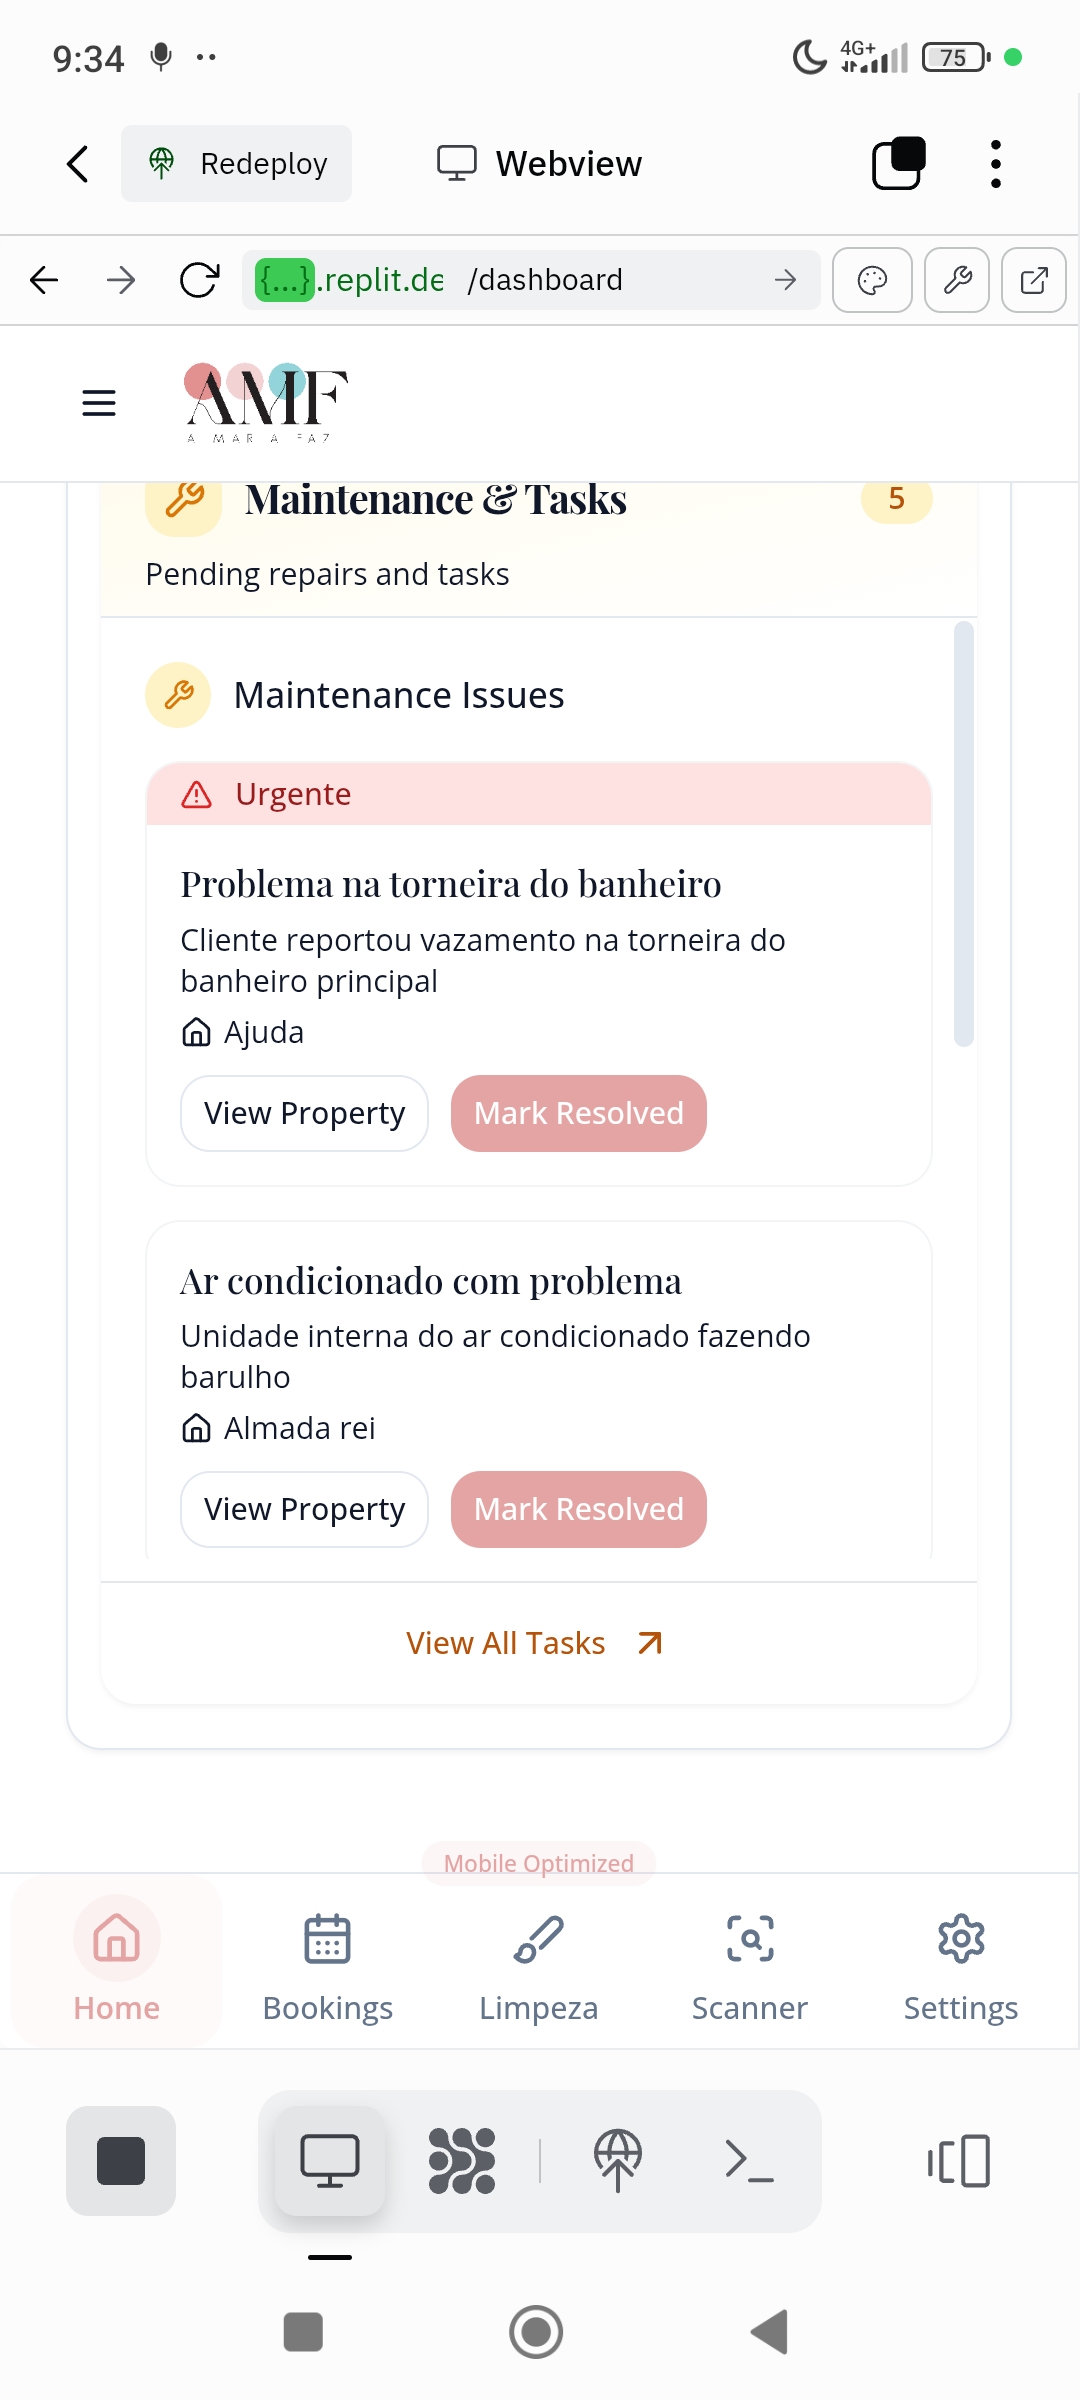 9:34
4G+
75
Redeploy
Webview
{...}.replit.de /dashboard
AMF
A MAR A FAZ
Maintenance & Tasks
5
Pending repairs and tasks
Maintenance Issues
Urgente
Problema na torneira do banheiro
Cliente reportou vazamento na torneira do
banheiro principal
Ajuda
View Property
Mark Resolved
Ar condicionado com problema
Unidade interna do ar condicionado fazendo
barulho
Almada rei
View Property
Mark Resolved
View All Tasks
Mobile Optimized
Home
Bookings
Limpeza
Scanner
Settings